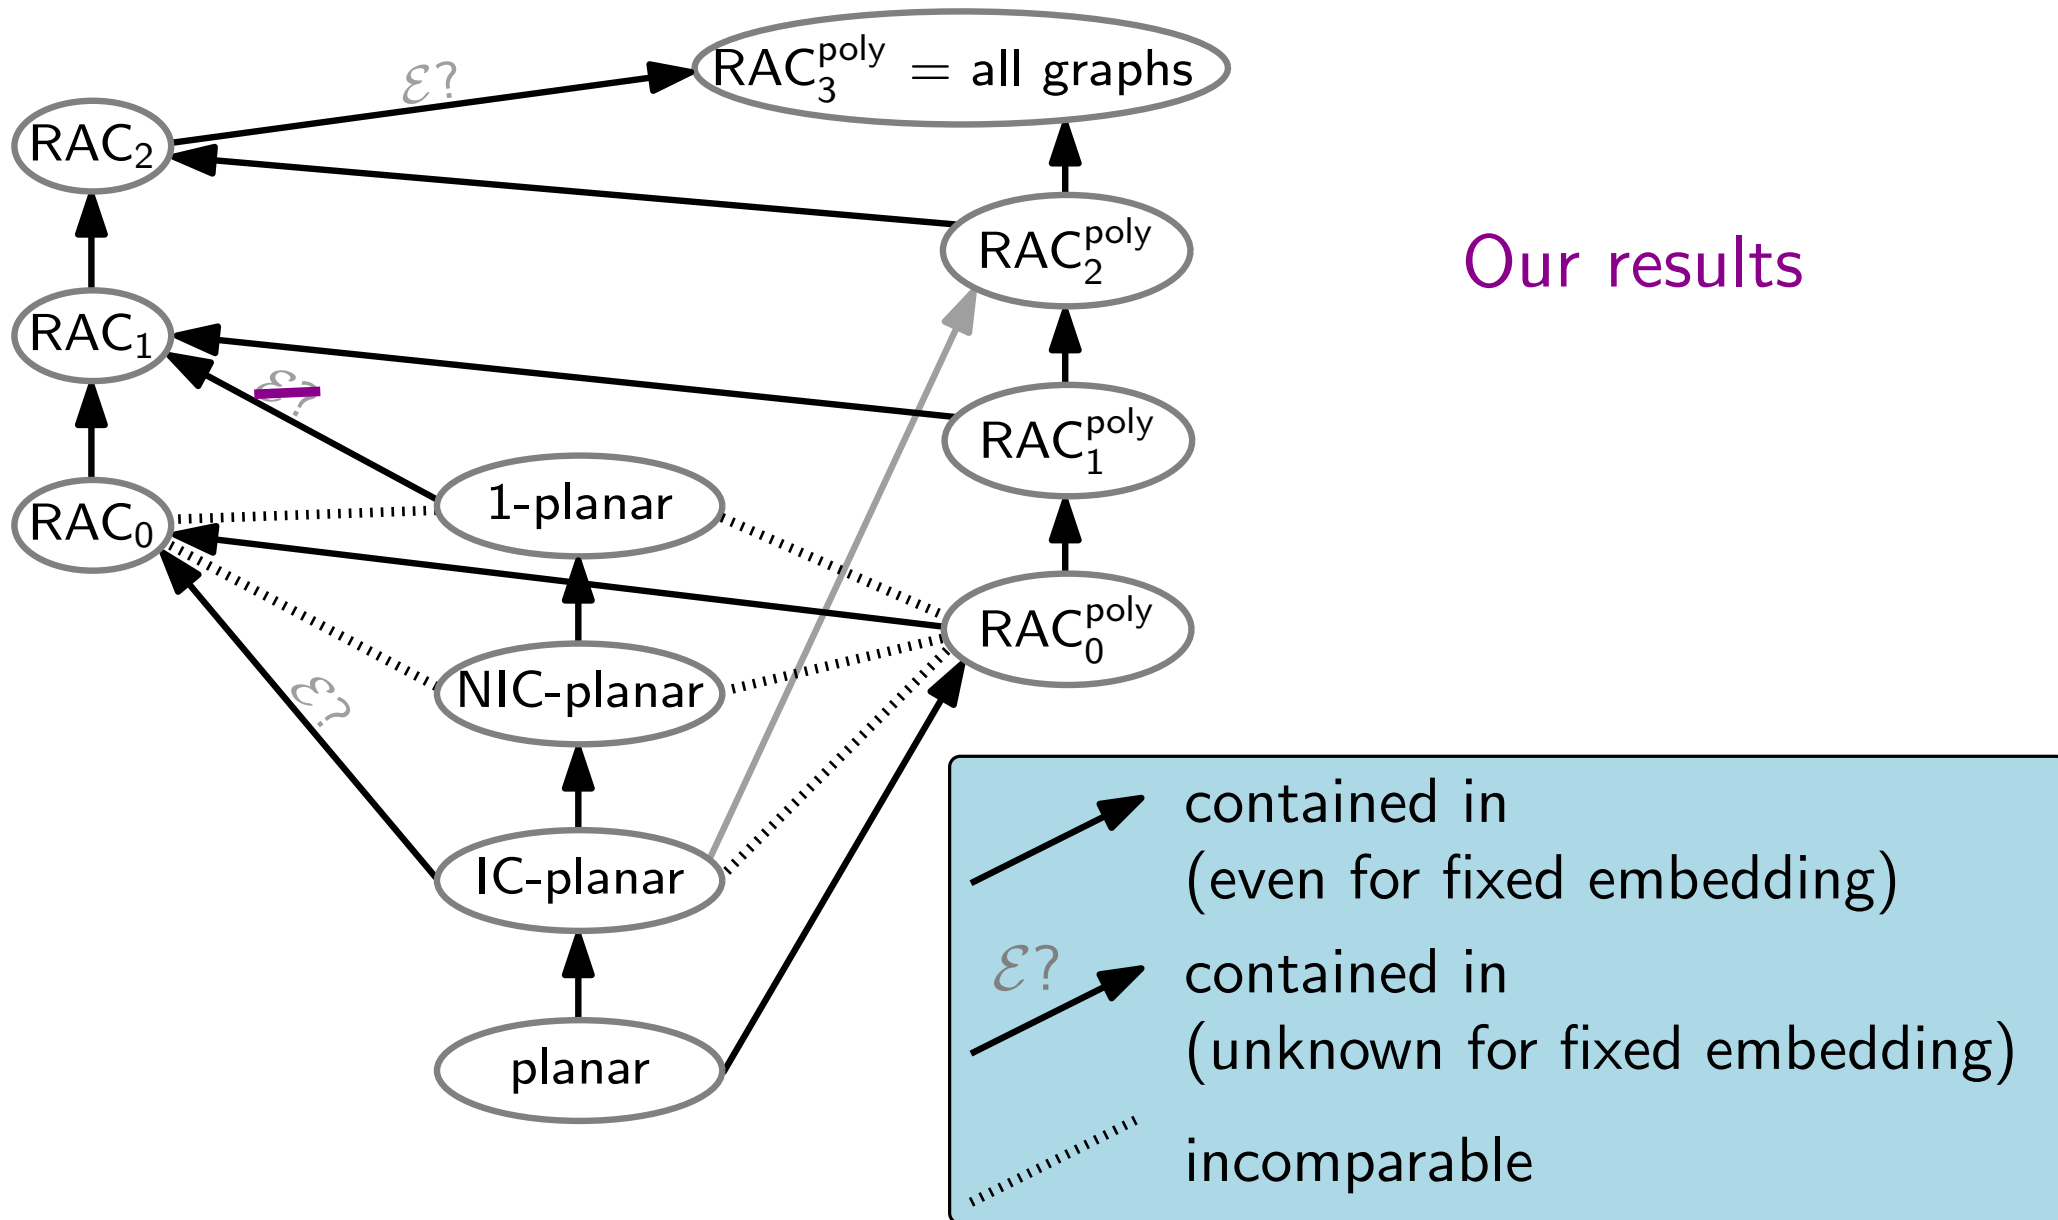 ℰ?
RAC₃ᵖᵒˡʸ = all graphs
RAC₂
RAC₂ᵖᵒˡʸ
Our results
RAC₁
ℰ?
RAC₁ᵖᵒˡʸ
1-planar
RAC₀
RAC₀ᵖᵒˡʸ
NIC-planar
ℰ?
IC-planar
planar
contained in
(even for fixed embedding)
ℰ?
contained in
(unknown for fixed embedding)
incomparable